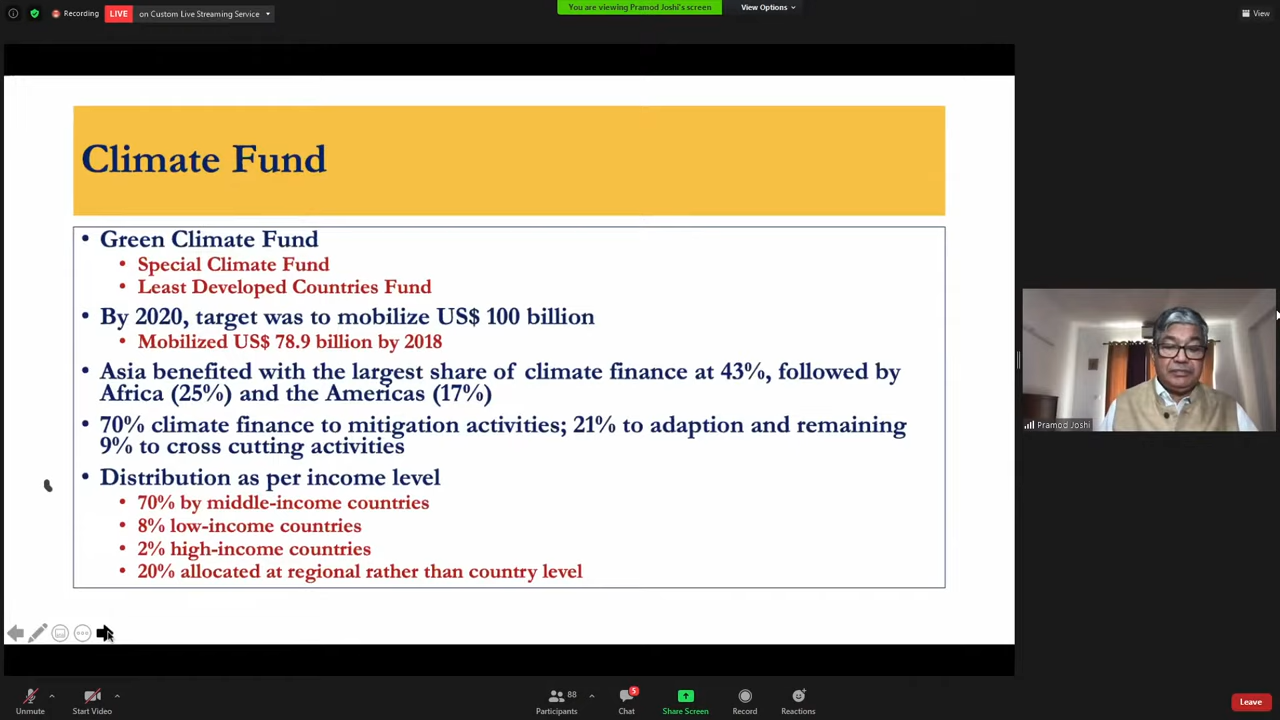 Recording
LIVE
on Custom Live Streaming Service
You are viewing Pramod Joshi's screen
View Options
View
Climate Fund
• Green Climate Fund
• Special Climate Fund
• Least Developed Countries Fund
• By 2020, target was to mobilize US$ 100 billion
• Mobilized US$ 78.9 billion by 2018
• Asia benefited with the largest share of climate finance at 43%, followed by
Africa (25%) and the Americas (17%)
• 70% climate finance to mitigation activities; 21% to adaption and remaining
9% to cross cutting activities
• Distribution as per income level
• 70% by middle-income countries
• 8% low-income countries
• 2% high-income countries
• 20% allocated at regional rather than country level
Pramod Joshi
Unmute
Start Video
88
Participants
5
Chat
Share Screen
Record
Reactions
Leave